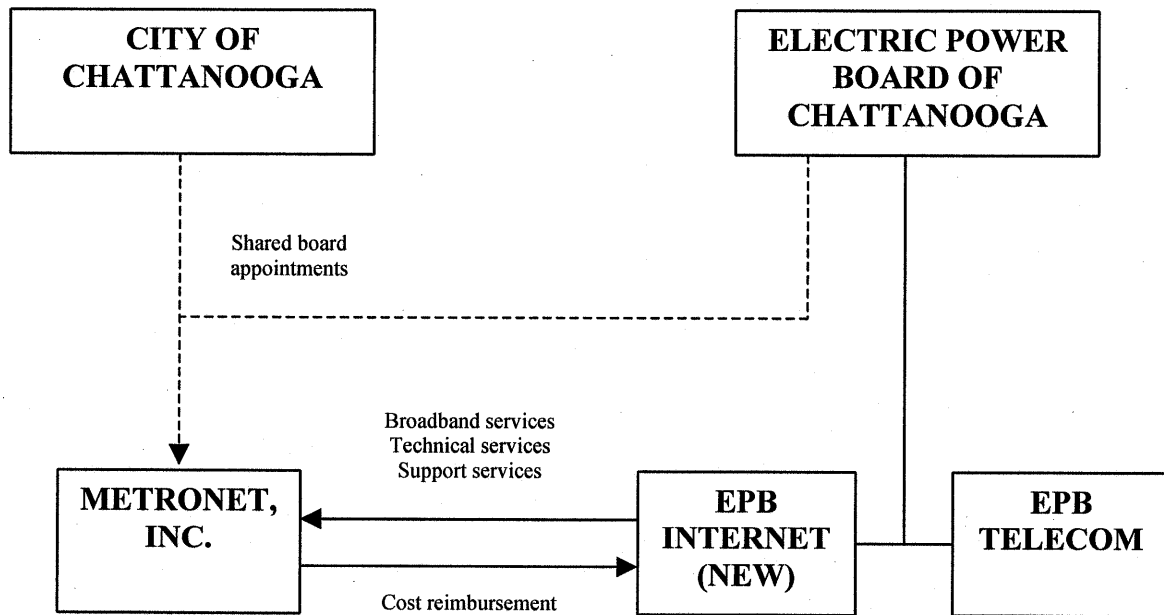 CITY OF
CHATTANOOGA
ELECTRIC POWER
BOARD OF
CHATTANOOGA
Shared board
appointments
Broadband services
Technical services
Support services
METRONET,
INC.
EPB
INTERNET
(NEW)
EPB
TELECOM
Cost reimbursement